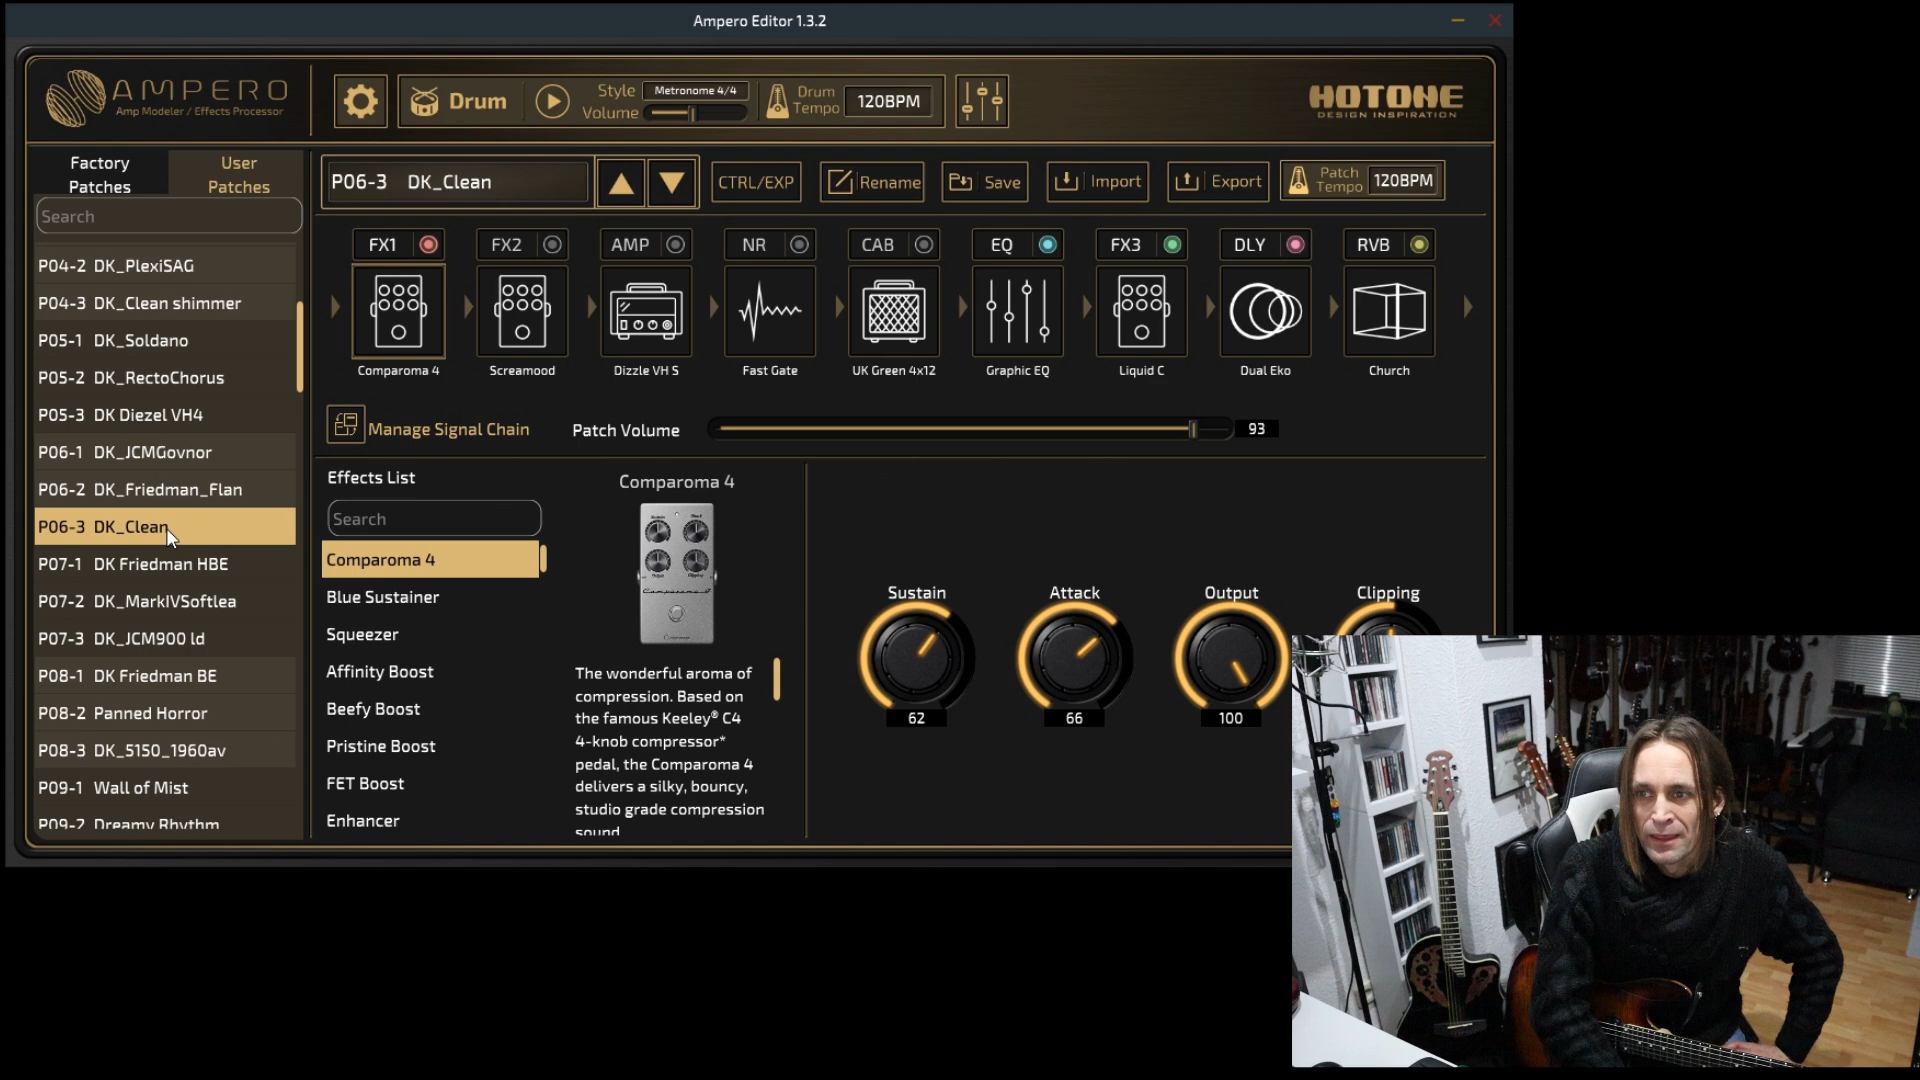 Ampero Editor 1.3.2
AMPERO
Amp Modeler / Effects Processor
Drum
Style
Metronome 4/4
Volume
Drum
Tempo
120BPM
HOTONE
DESIGN INSPIRATION
Factory
Patches
User
Patches
Search
P04-2 DK_PlexiSAG
P04-3 DK_Clean shimmer
P05-1 DK_Soldano
P05-2 DK_RectoChorus
P05-3 DK Diezel VH4
P06-1 DK_JCMGovnor
P06-2 DK_Friedman_Flan
P06-3 DK_Clean
P07-1 DK Friedman HBE
P07-2 DK_MarkIVSoftlea
P07-3 DK_JCM900 ld
P08-1 DK Friedman BE
P08-2 Panned Horror
P08-3 DK_5150_1960av
P09-1 Wall of Mist
P09-2 Dreamy Rhythm
P06-3 DK_Clean
CTRL/EXP
Rename
Save
Import
Export
Patch
Tempo
120BPM
FX1
FX2
AMP
NR
CAB
EQ
FX3
DLY
RVB
Comparoma 4
Screamood
Dizzle VH S
Fast Gate
UK Green 4x12
Graphic EQ
Liquid C
Dual Eko
Church
Manage Signal Chain
Patch Volume
93
Effects List
Search
Comparoma 4
Blue Sustainer
Squeezer
Affinity Boost
Beefy Boost
Pristine Boost
FET Boost
Enhancer
Comparoma 4
The wonderful aroma of
compression. Based on
the famous Keeley® C4
4-knob compressor*
pedal, the Comparoma 4
delivers a silky, bouncy,
studio grade compression
sound
Sustain
Attack
Output
Clipping
62
66
100